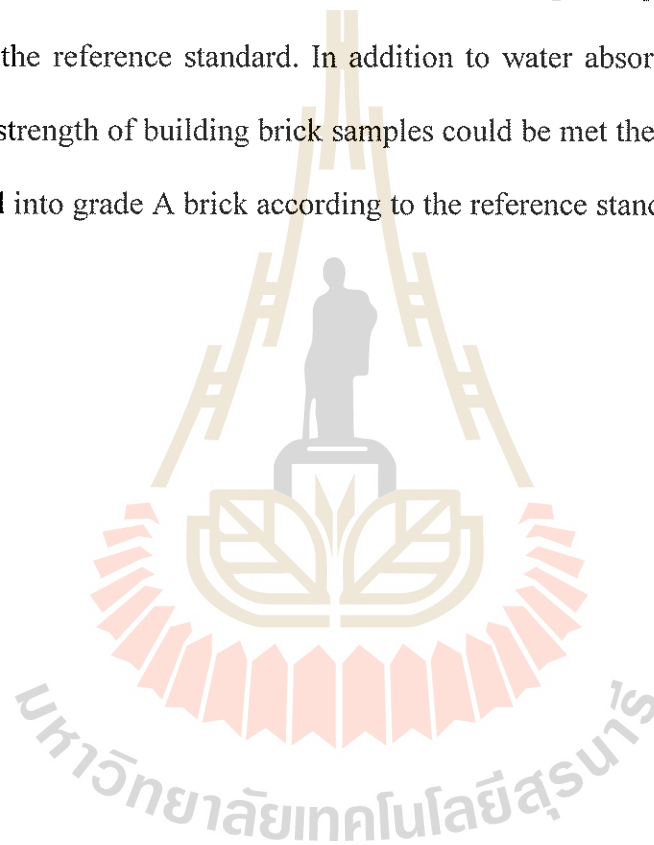 the reference standard. In addition to water absor
strength of building brick samples could be met the
into grade A brick according to the reference stand
มหาวิทยาลัยเทคโนโลยีสุรนารี